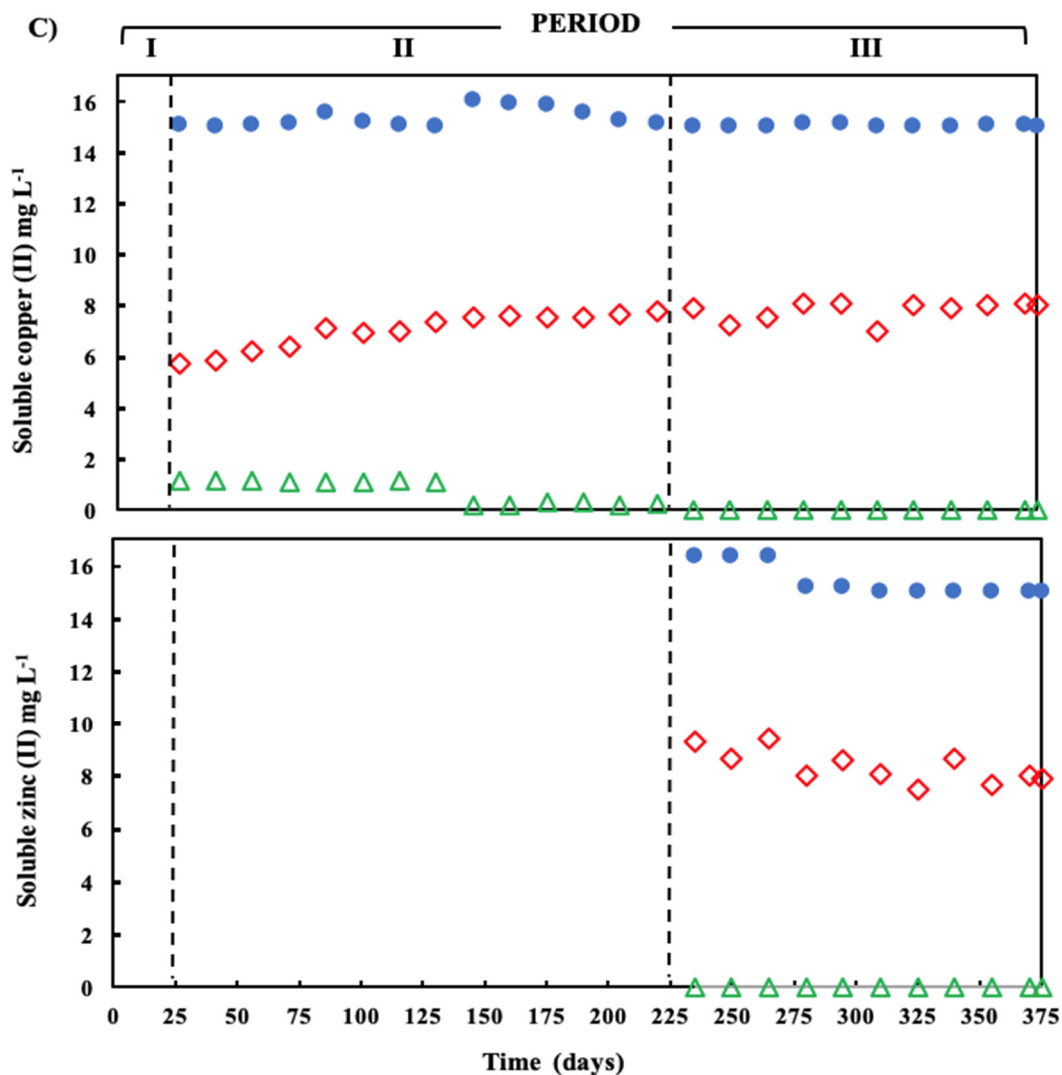 C)
PERIOD
I II III
Soluble copper (II) mg L⁻¹
16
14
12
10
8
6
4
2
0
Soluble zinc (II) mg L⁻¹
16
14
12
10
8
6
4
2
0
0 25 50 75 100 125 150 175 200 225 250 275 300 325 350 375
Time (days)